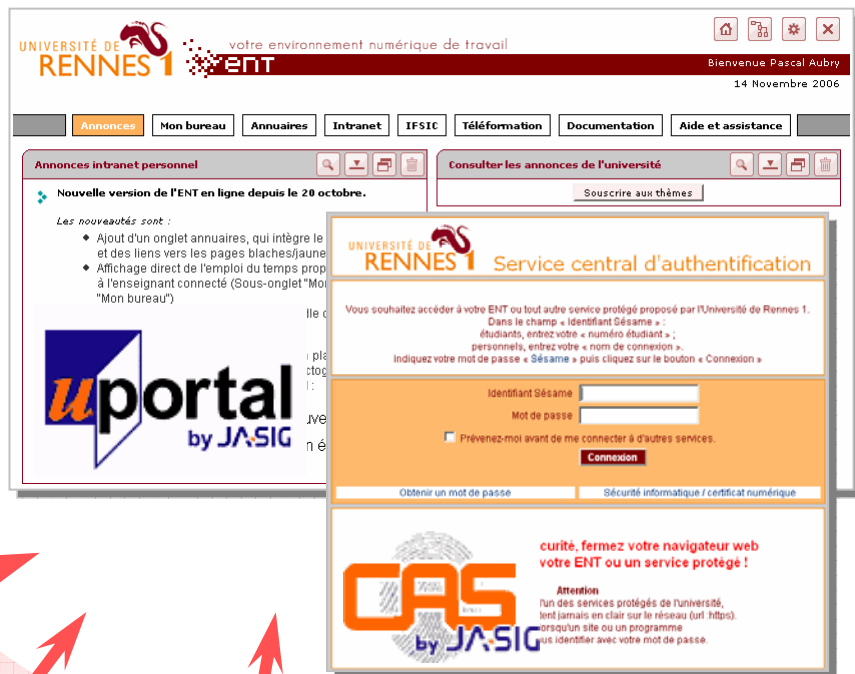 UNIVERSITÉ DE
RENNES 1
votre environnement numérique de travail
ENT
Bienvenue Pascal Aubry
14 Novembre 2006
Annonces
Mon bureau
Annuaires
Intranet
IFSIC
Téléformation
Documentation
Aide et assistance
Annonces intranet personnel
Consulter les annonces de l'université
Nouvelle version de l'ENT en ligne depuis le 20 octobre.
Souscrire aux thèmes
Les nouveautés sont :
Ajout d'un onglet annuaires, qui intègre le
et des liens vers les pages blaches/jaune
Affichage direct de l'emploi du temps prop
à l'enseignant connecté (Sous-onglet "Mo
"Mon bureau")
uportal
by JA-SIG
UNIVERSITÉ DE
RENNES 1
Service central d'authentification
Vous souhaitez accéder à votre ENT ou tout autre service protégé proposé par l'Université de Rennes 1.
Dans le champ « Identifiant Sésame » :
étudiants, entrez votre « numéro étudiant » ;
personnels, entrez votre « nom de connexion ».
Indiquez votre mot de passe « Sésame » puis cliquez sur le bouton « Connexion »
Identifiant Sésame
Mot de passe
Prévenez-moi avant de me connecter à d'autres services.
Connexion
Obtenir un mot de passe
Sécurité informatique / certificat numérique
curité, fermez votre navigateur web
votre ENT ou un service protégé !
Attention
l'un des services protégés de l'université,
tent jamais en clair sur le réseau (url :https).
orsqu'un site ou un programme
us identifier avec votre mot de passe.
CAS
by JA-SIG